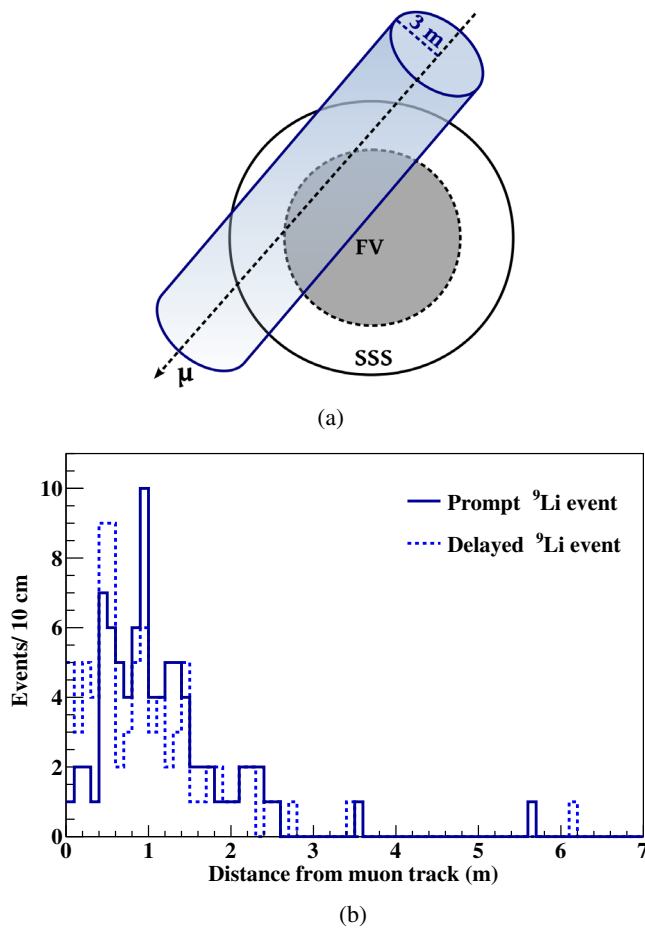 3 m
FV
SSS
μ
(a)
Events/ 10 cm
10
8
6
4
2
0
Prompt ⁹Li event
Delayed ⁹Li event
0 1 2 3 4 5 6 7
Distance from muon track (m)
(b)